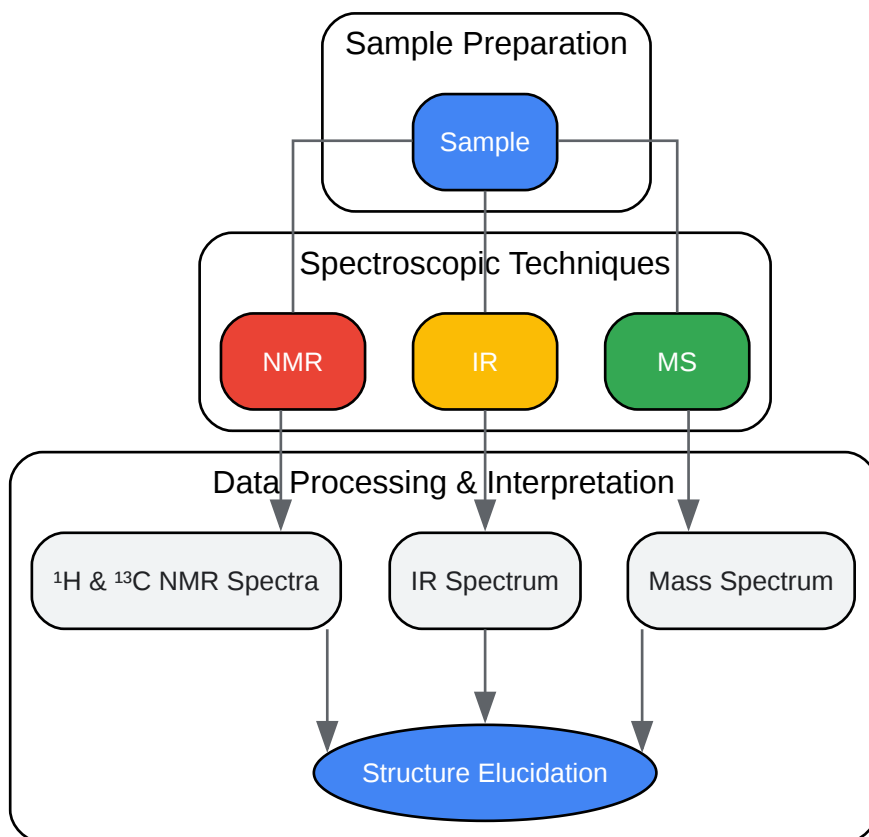 Sample Preparation
Sample
Spectroscopic Techniques
NMR
IR
MS
Data Processing & Interpretation
¹H & ¹³C NMR Spectra
IR Spectrum
Mass Spectrum
Structure Elucidation